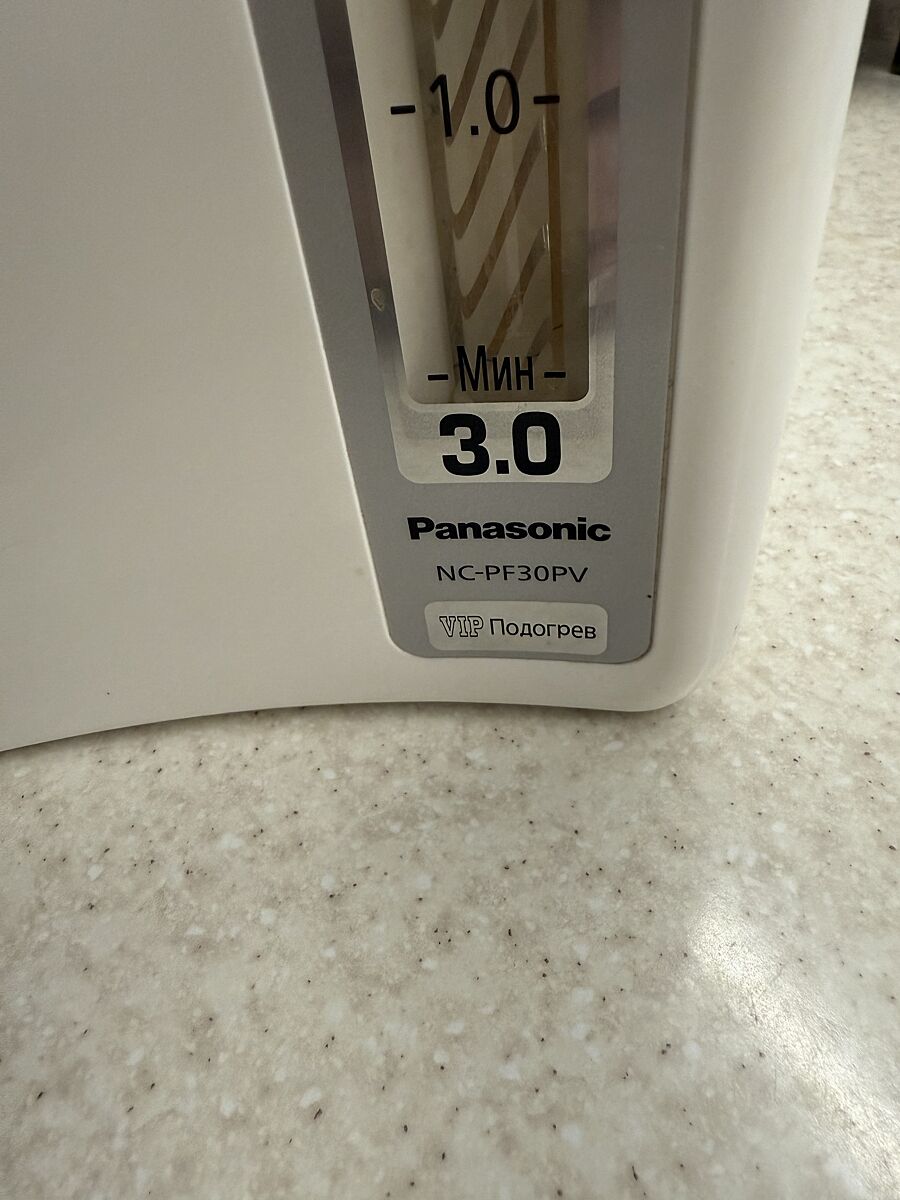 -1.0-
-Мин-
3.0
Panasonic
NC-PF30PV
VIP Подогрев